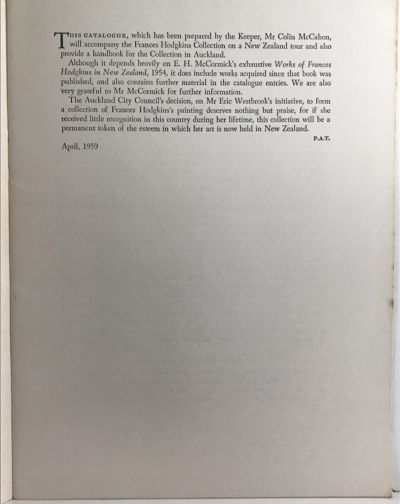 THIS CATALOGUE, which has been prepared by the Keeper, Mr Colin McCahon,
will accompany the Frances Hodgkins Collection on a New Zealand tour and also
provide a handbook for the Collection in Auckland.
Although it depends heavily on E. H. McCormick's exhaustive Works of Frances
Hodgkins in New Zealand, 1954, it does include works acquired since that book was
published, and also contains further material in the catalogue entries. We are also
very grateful to Mr McCormick for further information.
The Auckland City Council's decision, on Mr Eric Westbrook's initiative, to form
a collection of Frances Hodgkins's painting deserves nothing but praise, for if she
received little recognition in this country during her lifetime, this collection will be a
permanent token of the esteem in which her art is now held in New Zealand.
P.A.T.
April, 1959